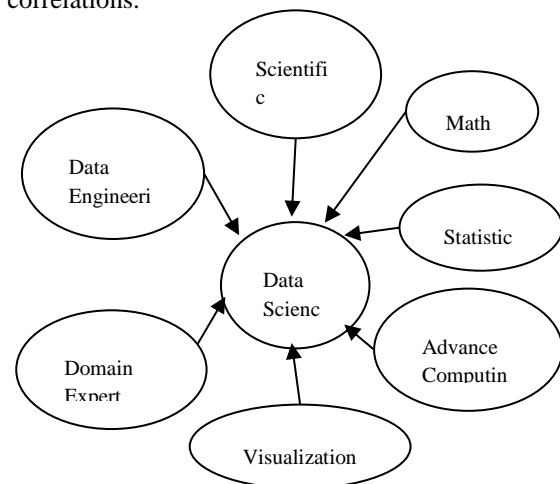 correlations.
Scientifi
c
Math
Data
Engineeri
Statistic
Data
Scienc
Advance
Computin
Domain
Expert
Visualization